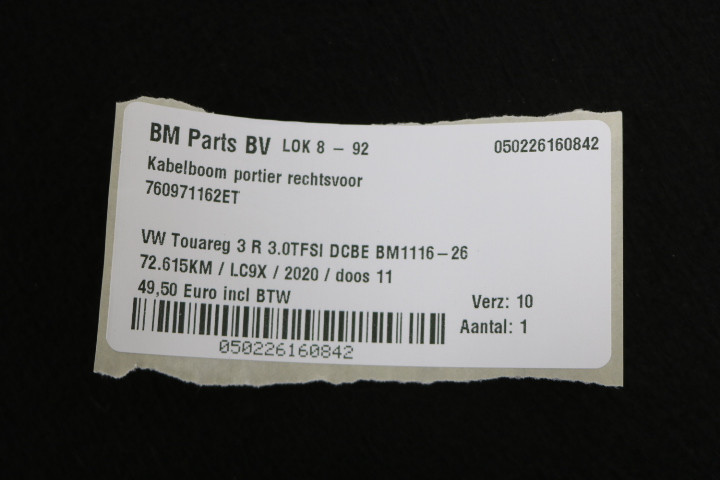 BM Parts BV LOK 8 - 92 050226160842
Kabelboom portier rechtsvoor
760971162ET
VW Touareg 3 R 3.0TFSI DCBE BM1116-26
72.615KM / LC9X / 2020 / doos 11
49,50 Euro incl BTW Verz: 10
Aantal: 1
050226160842